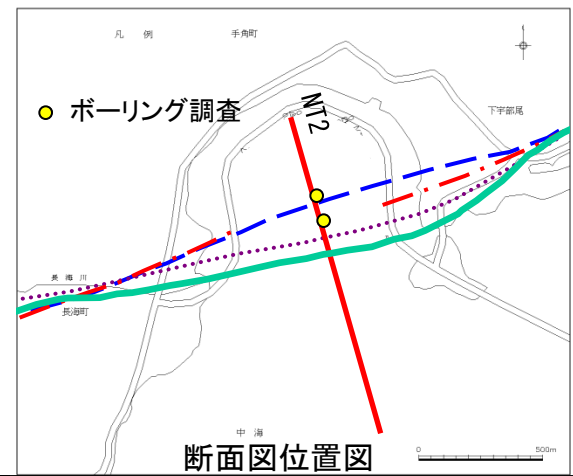 凡 例
手角町
ボーリング調査
NT2
下宇部尾
長海川
長海町
中海
断面図位置図
0 500m